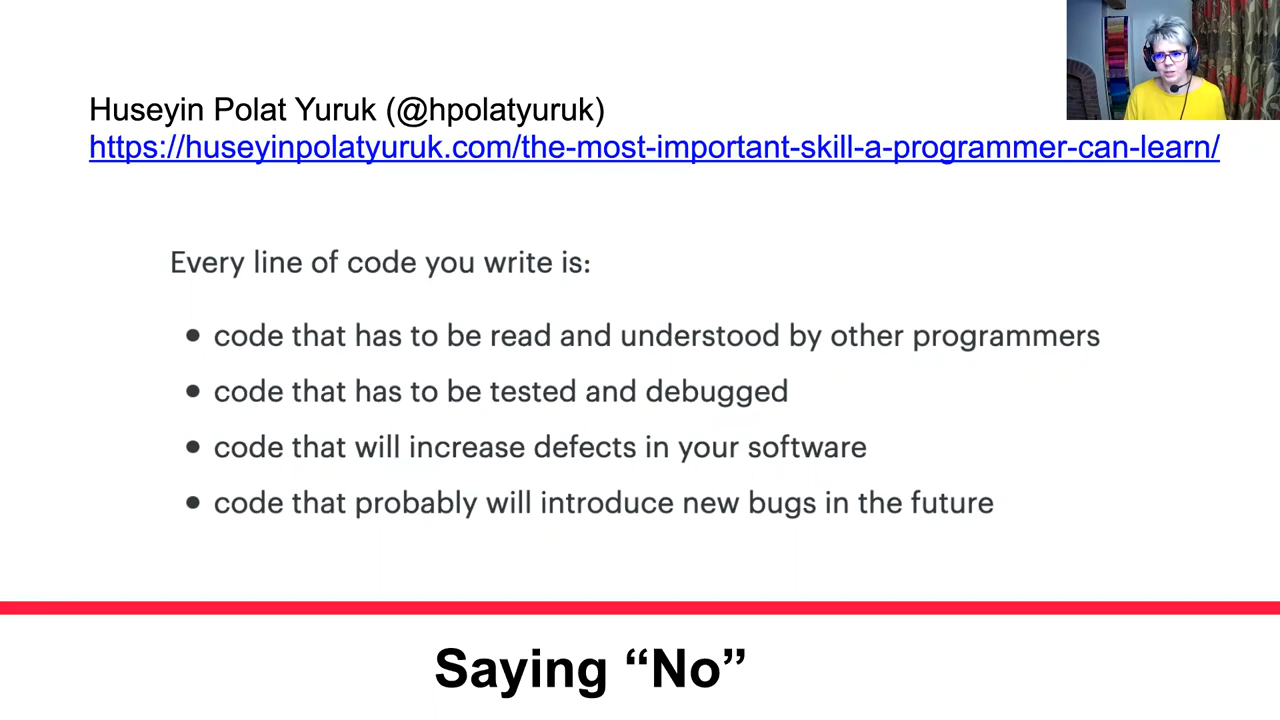 Huseyin Polat Yuruk (@hpolatyuruk)
https://huseyinpolatyuruk.com/the-most-important-skill-a-programmer-can-learn/
Every line of code you write is:
• code that has to be read and understood by other programmers
• code that has to be tested and debugged
• code that will increase defects in your software
• code that probably will introduce new bugs in the future
Saying “No”